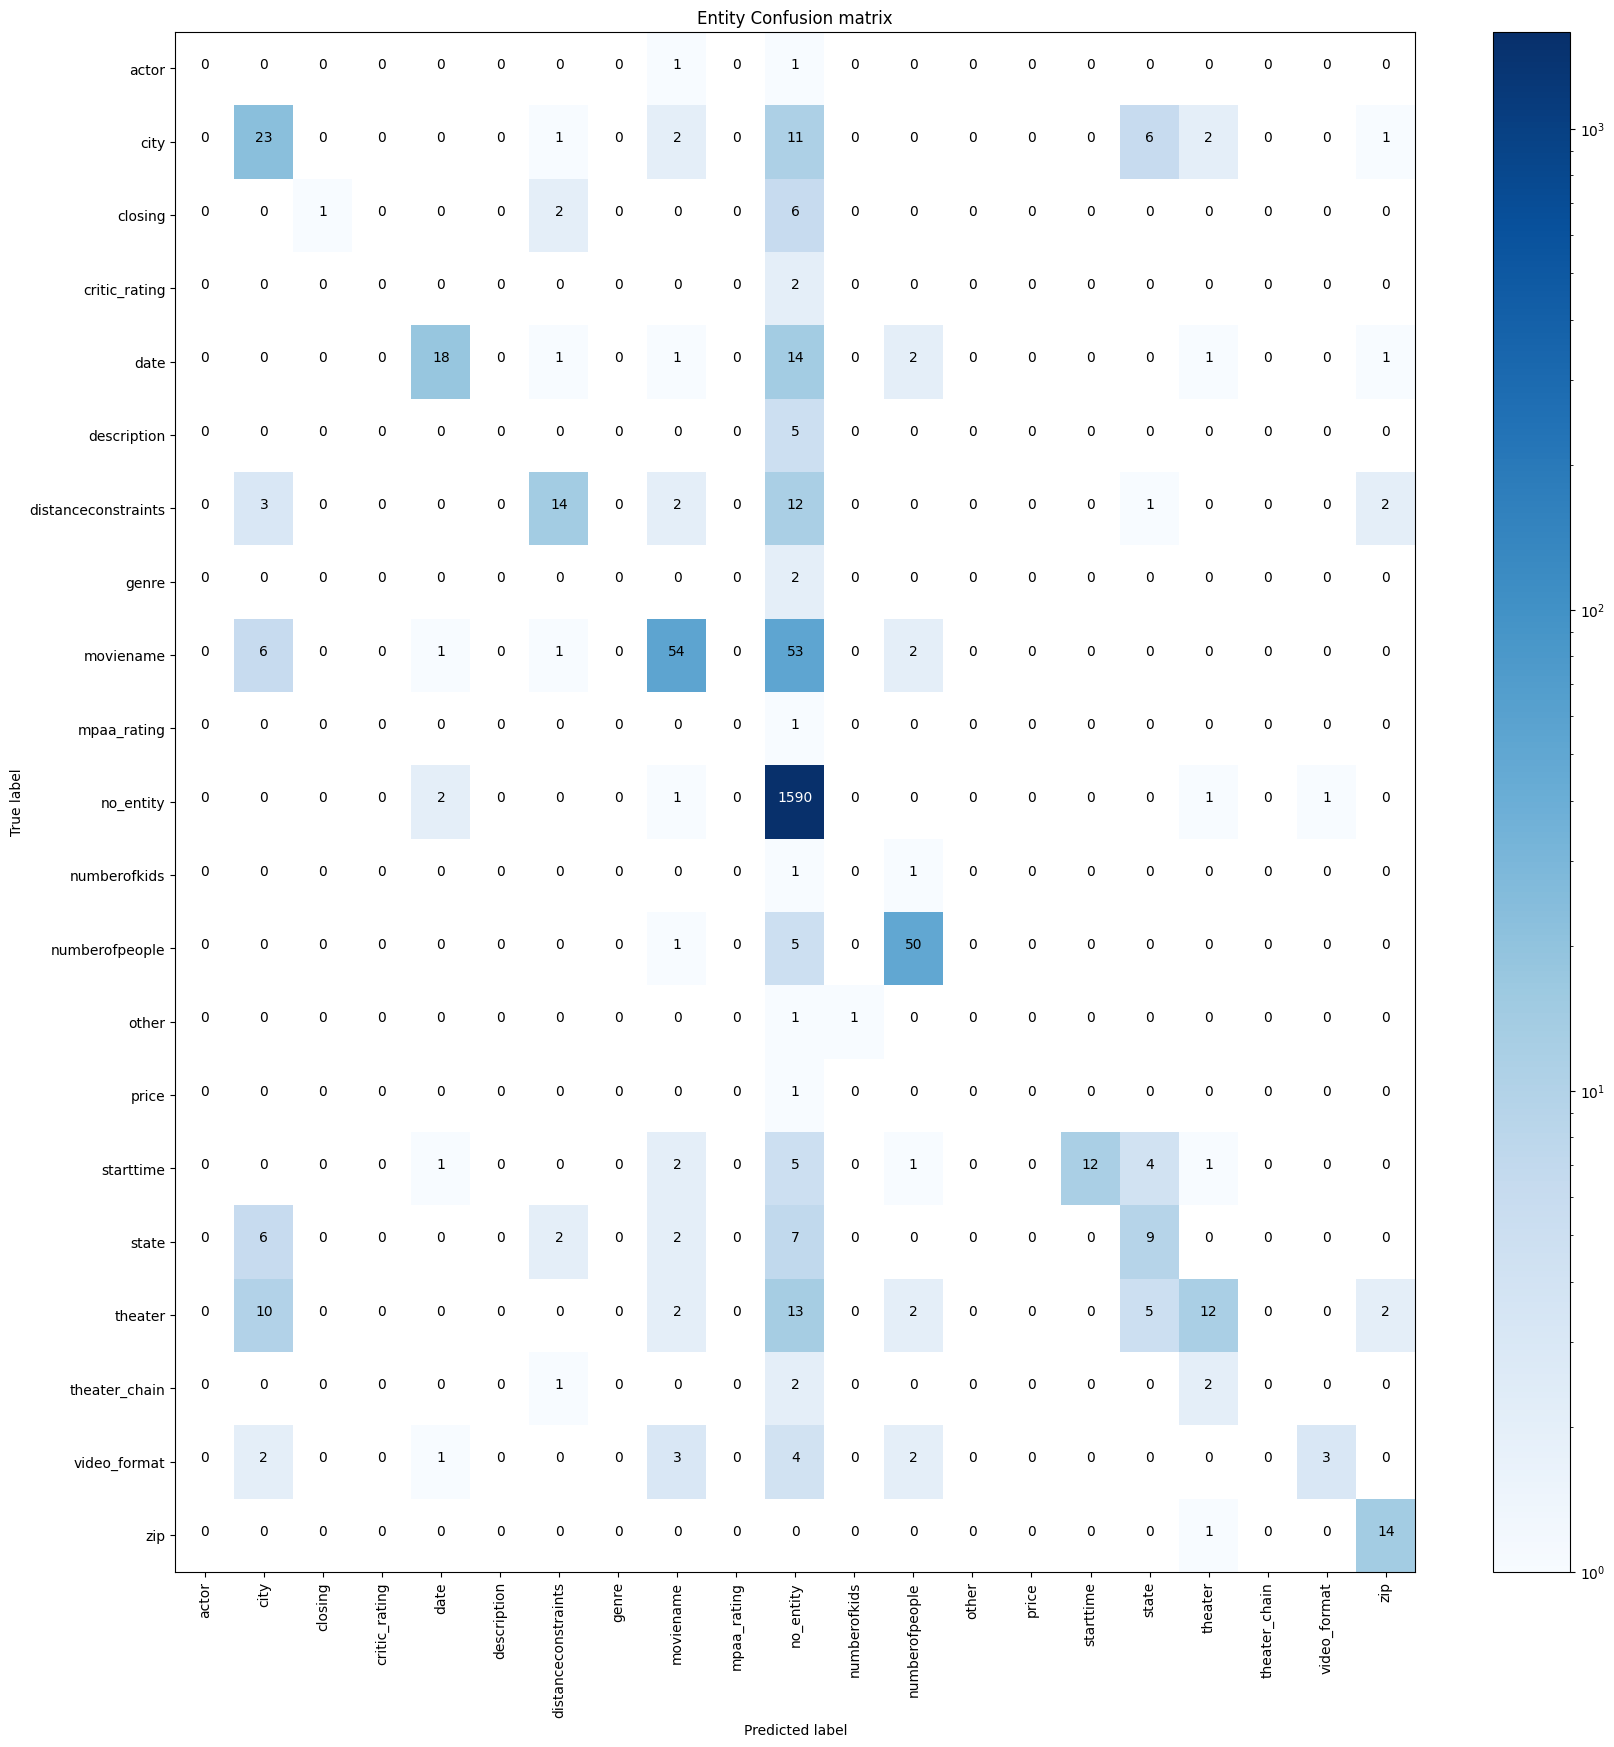 Entity Confusion matrix
True label
actor 0 0 0 0 0 0 0 0 1 0 1 0 0 0 0 0 0 0 0 0 0
city 0 23 0 0 0 0 1 0 2 0 11 0 0 0 0 0 6 2 0 0 1
closing 0 0 1 0 0 0 2 0 0 0 6 0 0 0 0 0 0 0 0 0 0
critic_rating 0 0 0 0 0 0 0 0 0 0 2 0 0 0 0 0 0 0 0 0 0
date 0 0 0 0 18 0 1 0 1 0 14 0 2 0 0 0 0 1 0 0 1
description 0 0 0 0 0 0 0 0 0 0 5 0 0 0 0 0 0 0 0 0 0
distanceconstraints 0 3 0 0 0 0 14 0 2 0 12 0 0 0 0 0 1 0 0 0 2
genre 0 0 0 0 0 0 0 0 0 0 2 0 0 0 0 0 0 0 0 0 0
moviename 0 6 0 0 1 0 1 0 54 0 53 0 2 0 0 0 0 0 0 0 0
mpaa_rating 0 0 0 0 0 0 0 0 0 0 1 0 0 0 0 0 0 0 0 0 0
no_entity 0 0 0 0 2 0 0 0 1 0 1590 0 0 0 0 0 0 1 0 1 0
numberofkids 0 0 0 0 0 0 0 0 0 0 1 0 1 0 0 0 0 0 0 0 0
numberofpeople 0 0 0 0 0 0 0 0 1 0 5 0 50 0 0 0 0 0 0 0 0
other 0 0 0 0 0 0 0 0 0 0 1 1 0 0 0 0 0 0 0 0 0
price 0 0 0 0 0 0 0 0 0 0 1 0 0 0 0 0 0 0 0 0 0
starttime 0 0 0 0 1 0 0 0 2 0 5 0 1 0 0 12 4 1 0 0 0
state 0 6 0 0 0 0 2 0 2 0 7 0 0 0 0 0 9 0 0 0 0
theater 0 10 0 0 0 0 0 0 2 0 13 0 2 0 0 0 5 12 0 0 2
theater_chain 0 0 0 0 0 0 1 0 0 0 2 0 0 0 0 0 0 2 0 0 0
video_format 0 2 0 0 1 0 0 0 3 0 4 0 2 0 0 0 0 0 0 3 0
zip 0 0 0 0 0 0 0 0 0 0 0 0 0 0 0 0 0 1 0 0 14
actor city closing critic_rating date description distanceconstraints genre moviename mpaa_rating no_entity numberofkids numberofpeople other price starttime state theater theater_chain video_format zip
Predicted label
10³
10²
10¹
10⁰